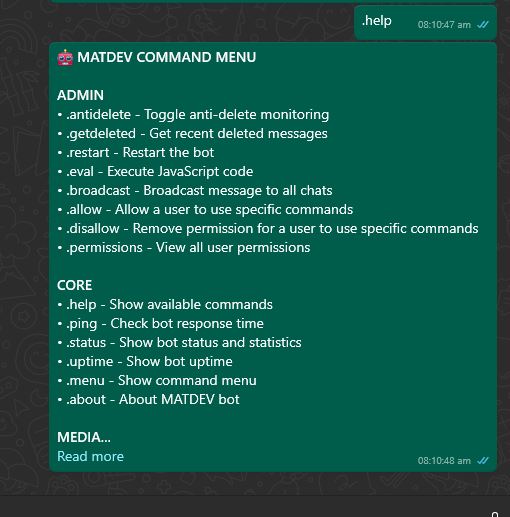 .help
08:10:47 am
🤖 MATDEV COMMAND MENU
ADMIN
• .antidelete - Toggle anti-delete monitoring
• .getdeleted - Get recent deleted messages
• .restart - Restart the bot
• .eval - Execute JavaScript code
• .broadcast - Broadcast message to all chats
• .allow - Allow a user to use specific commands
• .disallow - Remove permission for a user to use specific commands
• .permissions - View all user permissions
CORE
• .help - Show available commands
• .ping - Check bot response time
• .status - Show bot status and statistics
• .uptime - Show bot uptime
• .menu - Show command menu
• .about - About MATDEV bot
MEDIA...
Read more
08:10:48 am